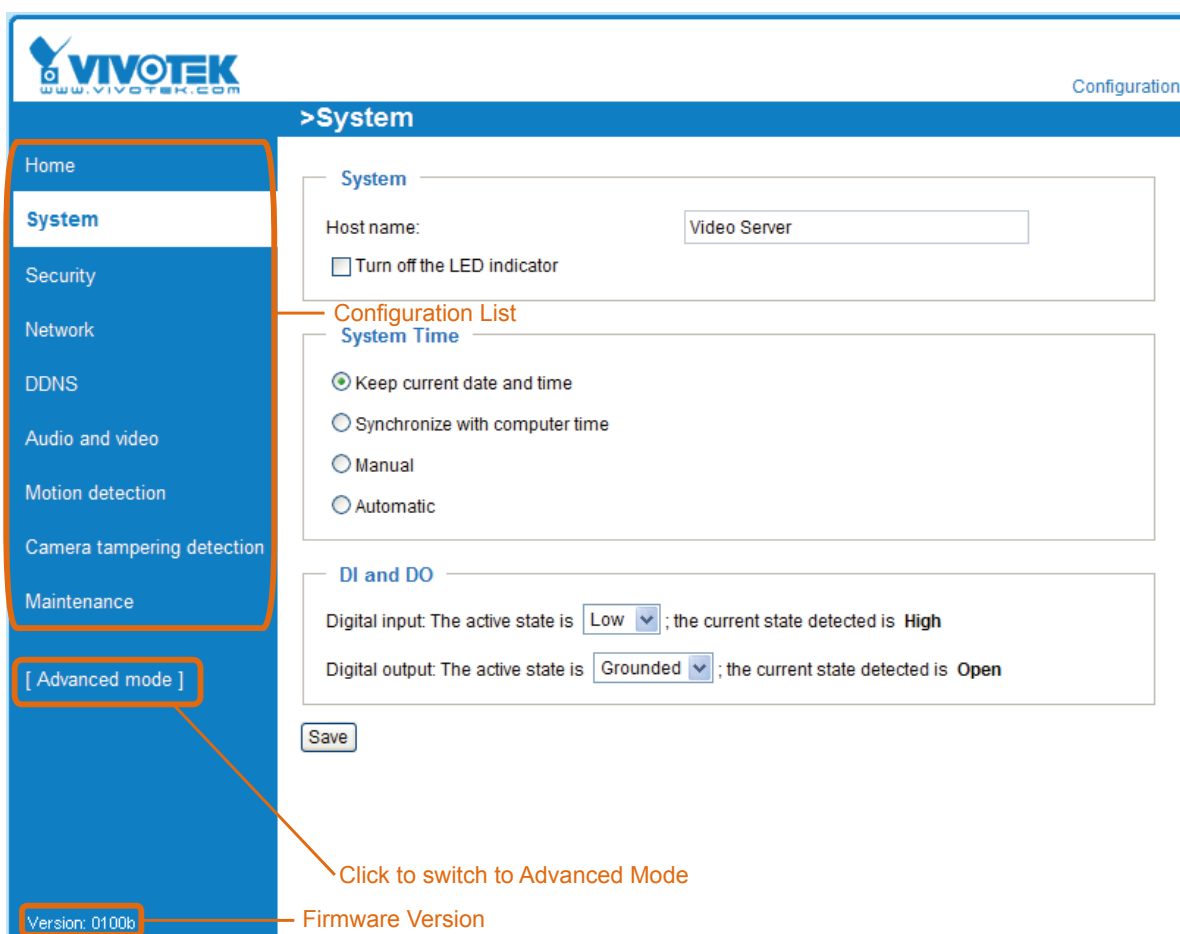 VIVOTEK
www.vivotek.com
Configuration
>System
Home
System
Security
Network
DDNS
Audio and video
Motion detection
Camera tampering detection
Maintenance
[ Advanced mode ]
Version: 0100b
System
Host name: Video Server
Turn off the LED indicator
Configuration List
System Time
Keep current date and time
Synchronize with computer time
Manual
Automatic
DI and DO
Digital input: The active state is Low ; the current state detected is High
Digital output: The active state is Grounded ; the current state detected is Open
Save
Click to switch to Advanced Mode
Firmware Version